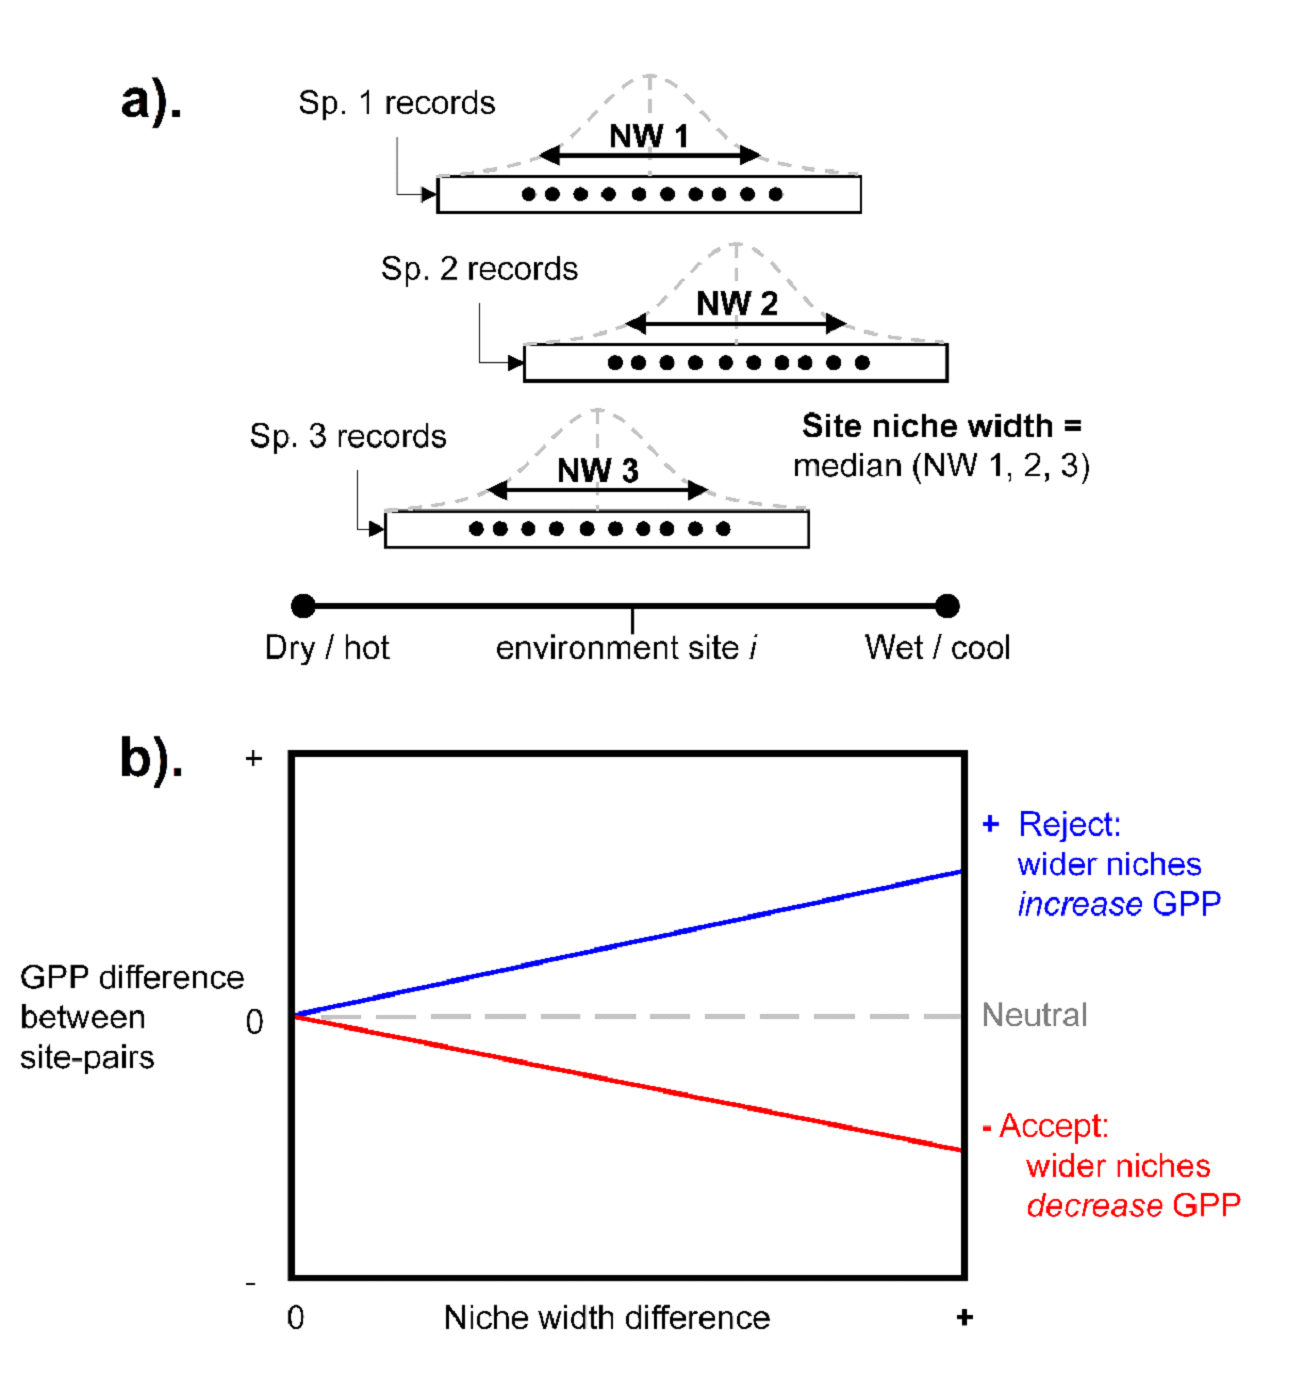 a).
Sp. 1 records
NW 1
Sp. 2 records
NW 2
Sp. 3 records
NW 3
Site niche width =
median (NW 1, 2, 3)
Dry / hot
environment site i
Wet / cool
b).
+
+ Reject:
wider niches
increase GPP
GPP difference
between
site-pairs
0
Neutral
- Accept:
wider niches
decrease GPP
-
0
Niche width difference
+